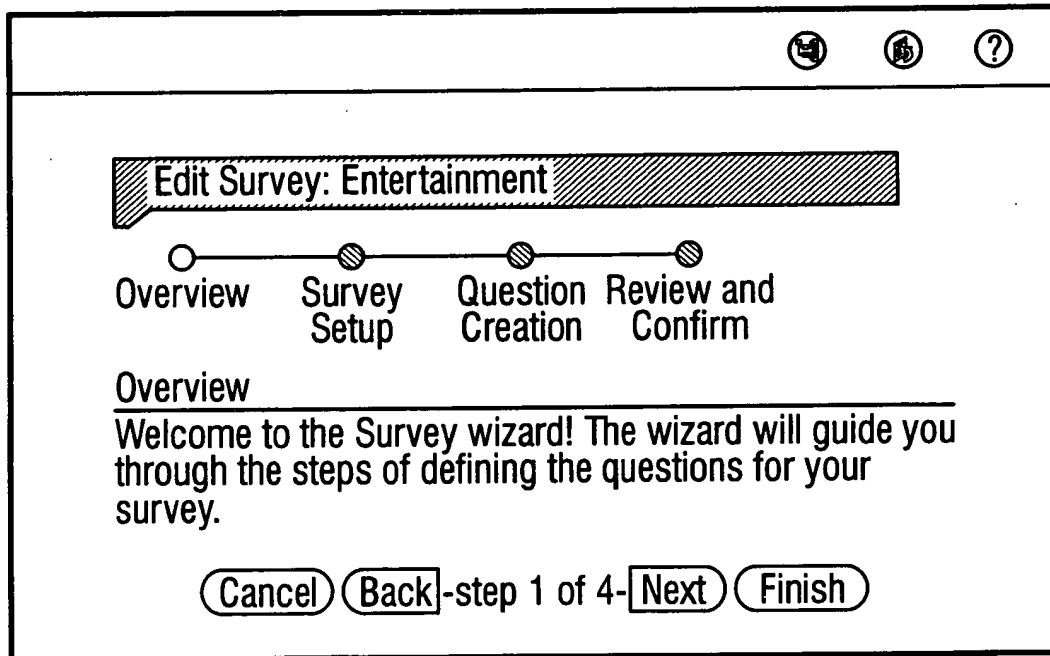 ?
Edit Survey: Entertainment
Overview Survey Setup Question Creation Review and Confirm
Overview
Welcome to the Survey wizard! The wizard will guide you
through the steps of defining the questions for your
survey.
Cancel Back -step 1 of 4- Next Finish